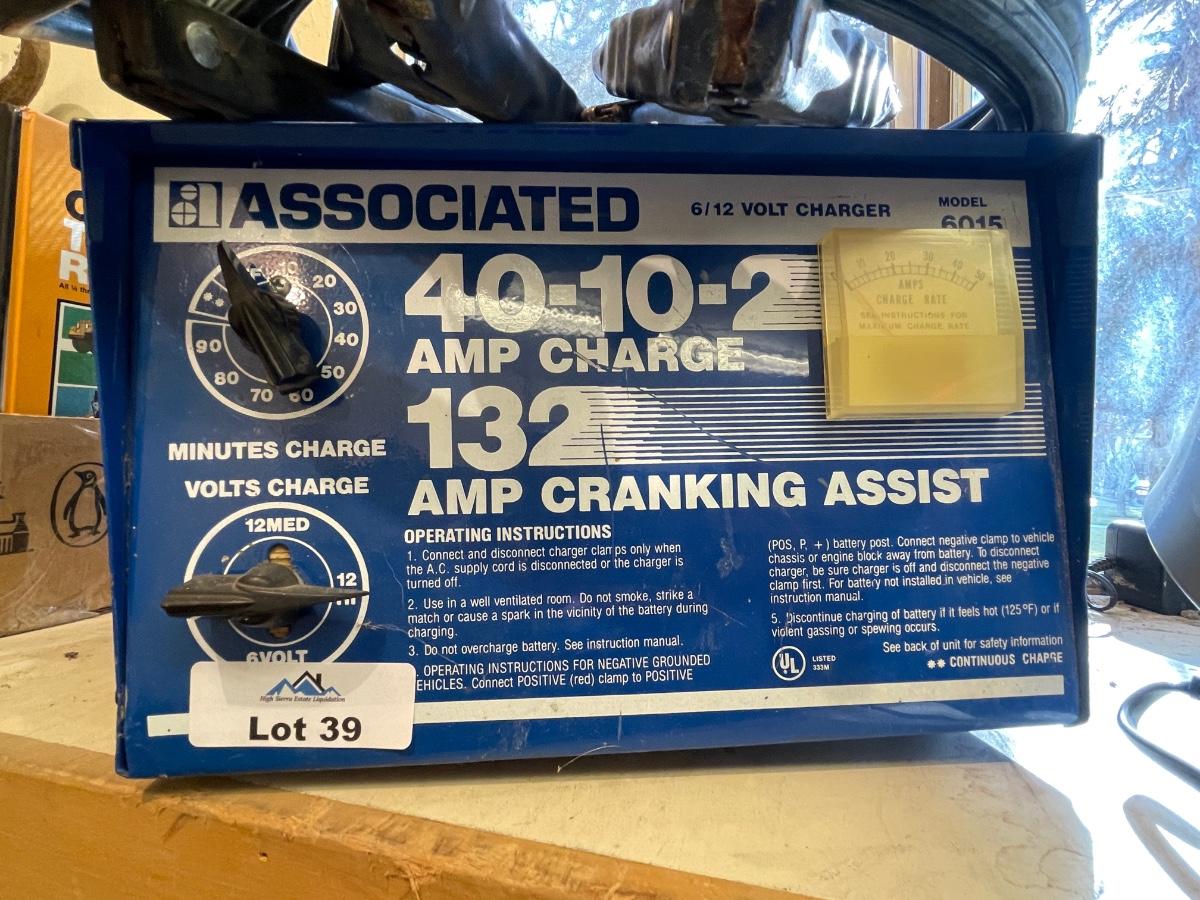 ASSOCIATED
6/12 VOLT CHARGER
MODEL
6015
10
20
30
40
50
60
70
80
90
**
MINUTES CHARGE
40-10-2
AMP CHARGE
132
AMP CRANKING ASSIST
10 20 30 40 50
AMPS
CHARGE RATE
SEE INSTRUCTIONS FOR
MAXIMUM CHARGE RATE
VOLTS CHARGE
12MED
12
6VOLT
OPERATING INSTRUCTIONS
1. Connect and disconnect charger clamps only when
the A.C. supply cord is disconnected or the charger is
turned off.
2. Use in a well ventilated room. Do not smoke, strike a
match or cause a spark in the vicinity of the battery during
charging.
3. Do not overcharge battery. See instruction manual.
. OPERATING INSTRUCTIONS FOR NEGATIVE GROUNDED
EHICLES. Connect POSITIVE (red) clamp to POSITIVE
(POS, P, +) battery post. Connect negative clamp to vehicle
chassis or engine block away from battery. To disconnect
charger, be sure charger is off and disconnect the negative
clamp first. For battery not installed in vehicle, see
instruction manual.
5. Discontinue charging of battery if it feels hot (125°F) or if
violent gassing or spewing occurs.
See back of unit for safety information
UL LISTED
333M
** CONTINUOUS CHARGE
High Sierra Estate Liquidation
Lot 39